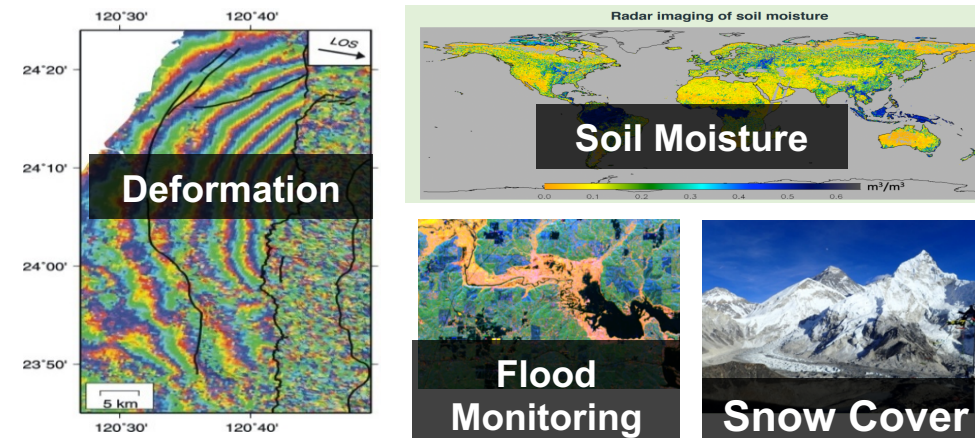 120°30' 120°40'
LOS
24°20'
24°10'
24°00'
23°50'
Deformation
5 km
120°30' 120°40'
Radar imaging of soil moisture
Soil Moisture
m³/m³
0.0 0.1 0.2 0.3 0.4 0.5 0.6
Flood
Monitoring
Snow Cover